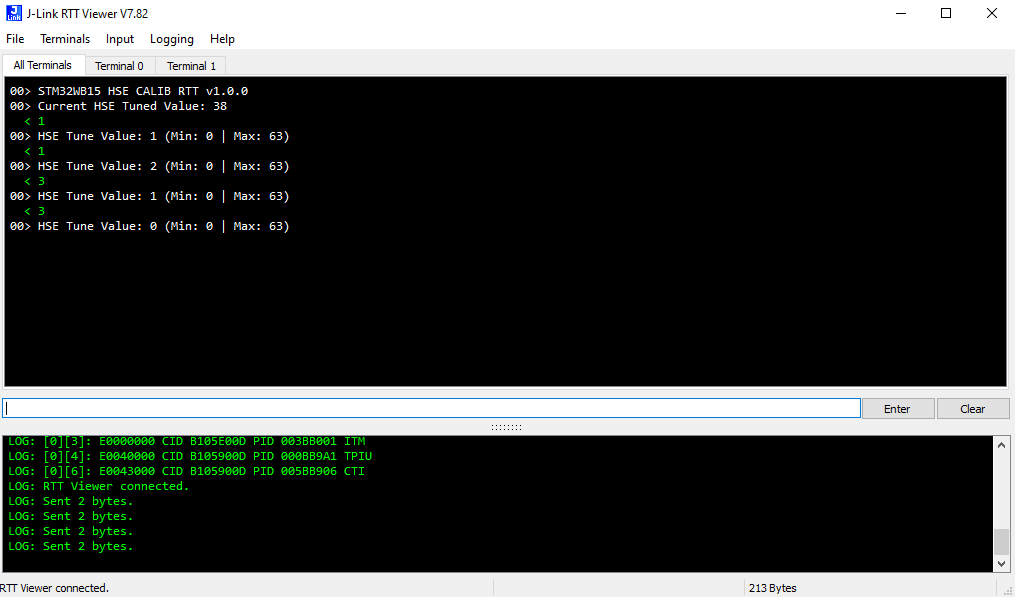 J-Link RTT Viewer V7.82
File Terminals Input Logging Help
All Terminals Terminal 0 Terminal 1
00> STM32WB15 HSE CALIB RTT v1.0.0
00> Current HSE Tuned Value: 38
< 1
00> HSE Tune Value: 1 (Min: 0 | Max: 63)
< 1
00> HSE Tune Value: 2 (Min: 0 | Max: 63)
< 3
00> HSE Tune Value: 1 (Min: 0 | Max: 63)
< 3
00> HSE Tune Value: 0 (Min: 0 | Max: 63)
Enter Clear
LOG: [0][3]: E0000000 CID B105E00D PID 003BB001 ITM
LOG: [0][4]: E0040000 CID B105900D PID 000BB9A1 TPIU
LOG: [0][6]: E0043000 CID B105900D PID 005BB906 CTI
LOG: RTT Viewer connected.
LOG: Sent 2 bytes.
LOG: Sent 2 bytes.
LOG: Sent 2 bytes.
LOG: Sent 2 bytes.
RTT Viewer connected. 213 Bytes